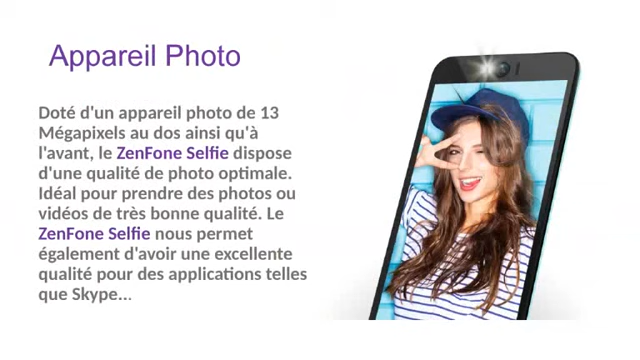 Appareil Photo
Doté d'un appareil photo de 13
Mégapixels au dos ainsi qu'à
l'avant, le ZenFone Selfie dispose
d'une qualité de photo optimale.
Idéal pour prendre des photos ou
vidéos de très bonne qualité. Le
ZenFone Selfie nous permet
également d'avoir une excellente
qualité pour des applications telles
que Skype...